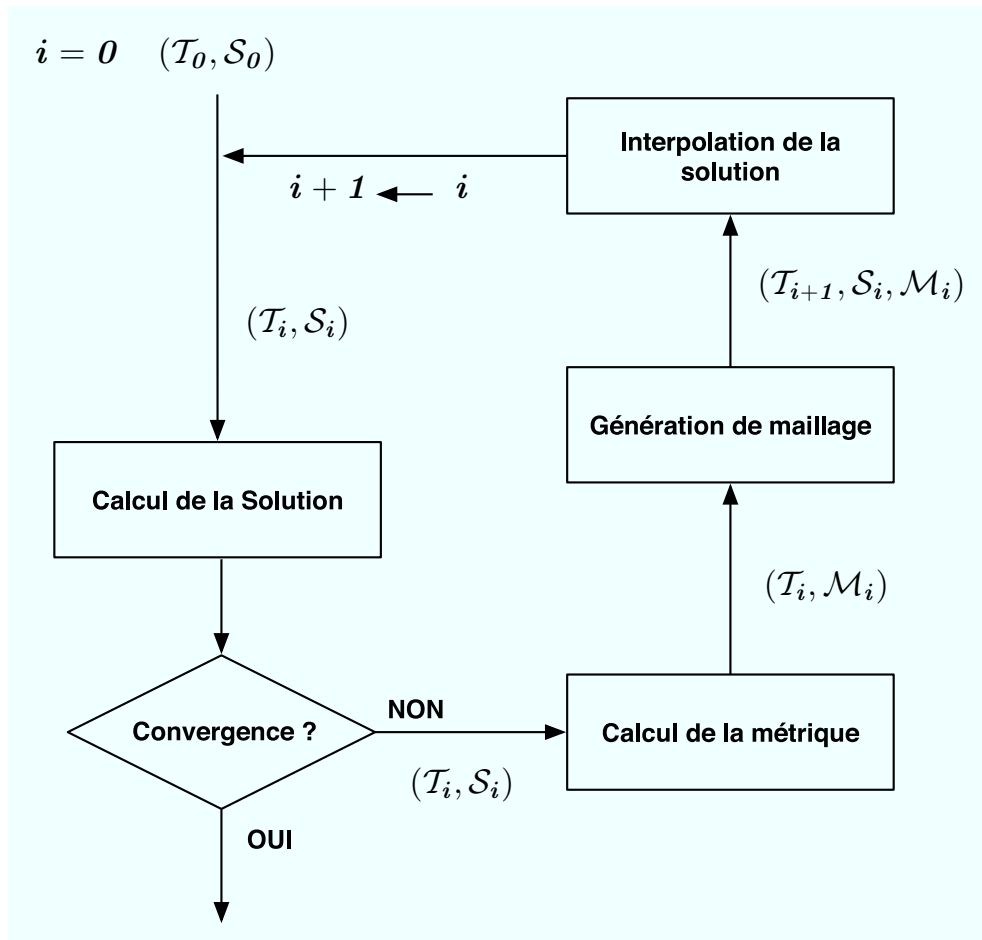 i = 0 (𝒯₀, 𝒮₀)
Interpolation de la
solution
i + 1 ← i
(𝒯ᵢ₊₁, 𝒮ᵢ, ℳᵢ)
(𝒯ᵢ, 𝒮ᵢ)
Génération de maillage
Calcul de la Solution
(𝒯ᵢ, ℳᵢ)
Convergence ?
NON
Calcul de la métrique
(𝒯ᵢ, 𝒮ᵢ)
OUI